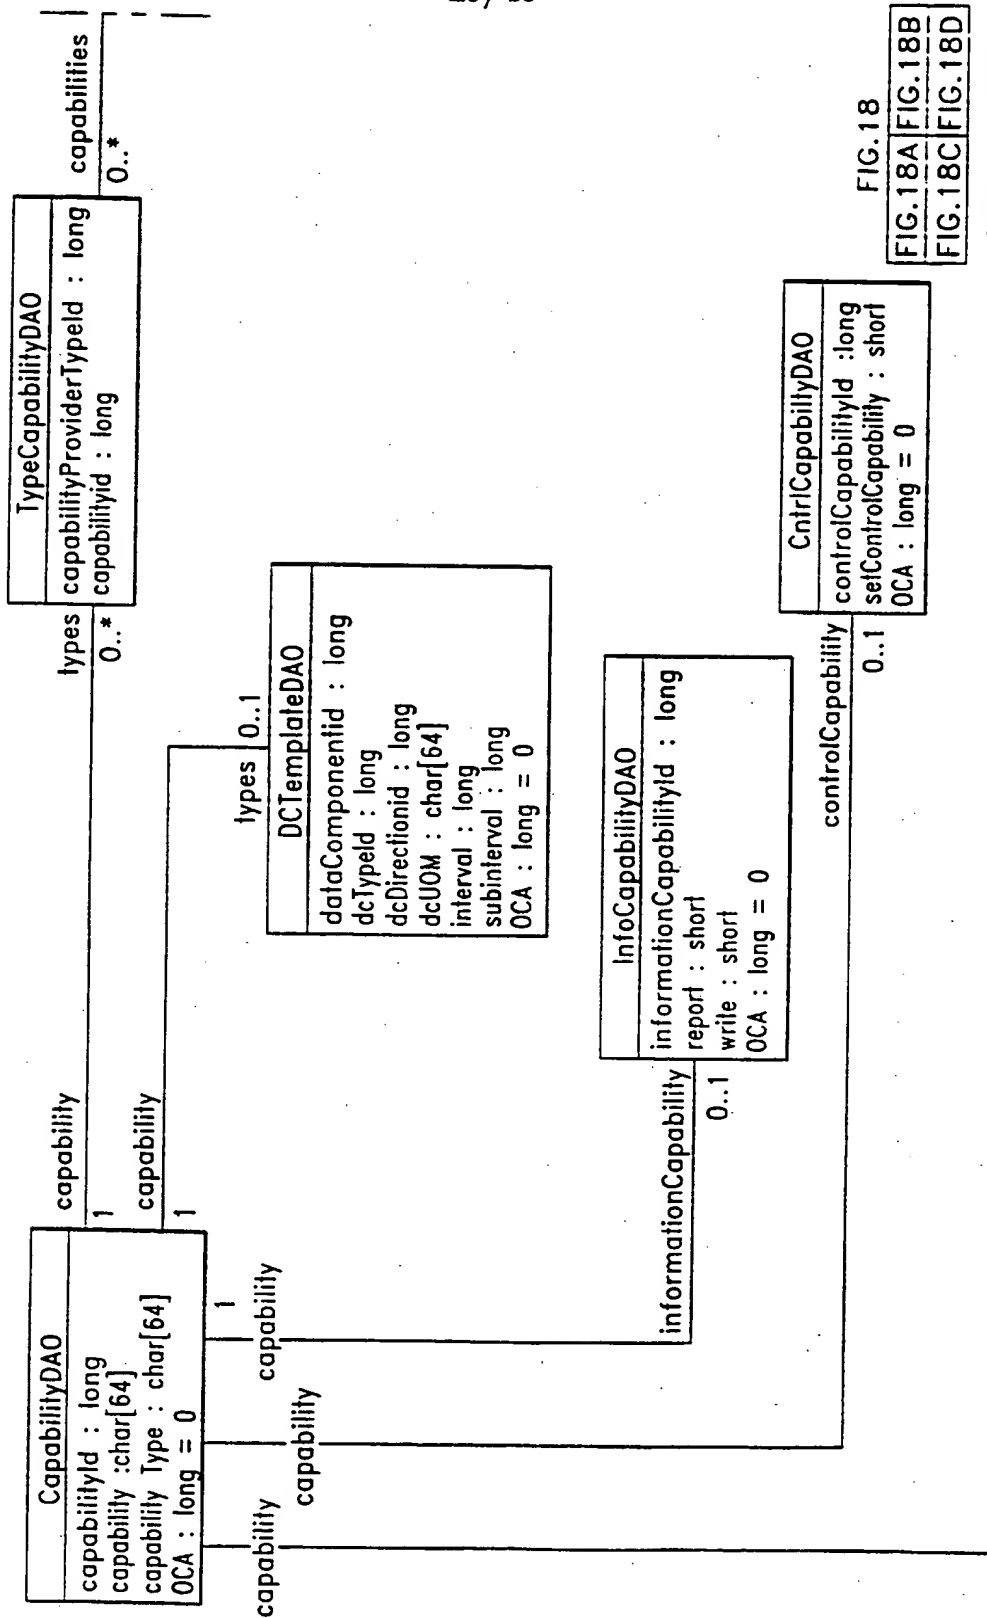 CapabilityDAO
capabilityId : long
capability :char[64]
capability Type : char[64]
OCA : long = 0
capability
1
types
0..*
TypeCapabilityDAO
capabilityProviderTypeId : long
capabilityid : long
capabilities
0..*
capability
1
types
0..1
DCTemplateDAO
dataComponentid : long
dcTypeId : long
dcDirectionid : long
dcUOM : char[64]
interval : long
subinterval : long
OCA : long = 0
1
capability
informationCapability
0..1
InfoCapabilityDAO
informationCapabilityId : long
report : short
write : short
OCA : long = 0
capability
controlCapability
0..1
CntrlCapabiltyDAO
controlCapabilityId :long
setControlCapability : short
OCA : long = 0
capability
FIG.18
FIG.18A FIG.18B
FIG.18C FIG.18D